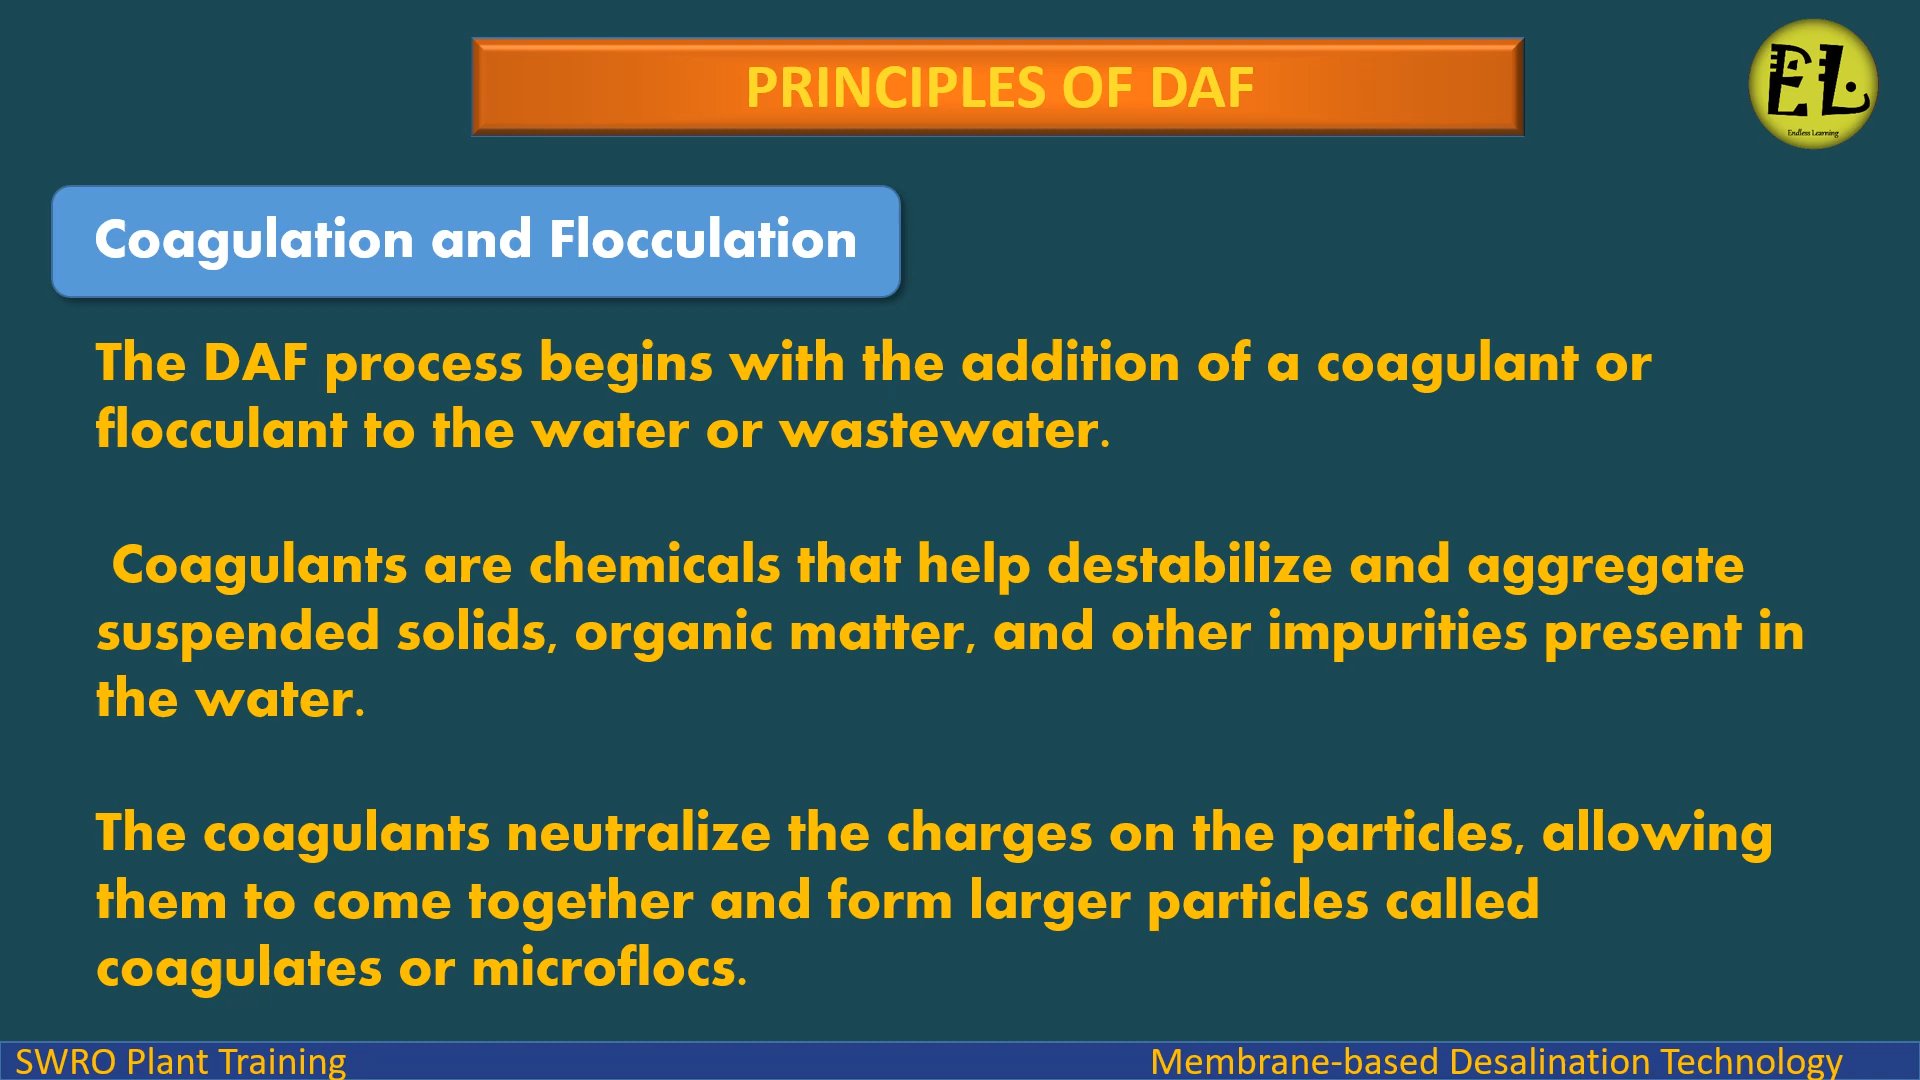 PRINCIPLES OF DAF
EL
Endless Learning
Coagulation and Flocculation
The DAF process begins with the addition of a coagulant or
flocculant to the water or wastewater.
Coagulants are chemicals that help destabilize and aggregate
suspended solids, organic matter, and other impurities present in
the water.
The coagulants neutralize the charges on the particles, allowing
them to come together and form larger particles called
coagulates or microflocs.
SWRO Plant Training
Membrane-based Desalination Technology